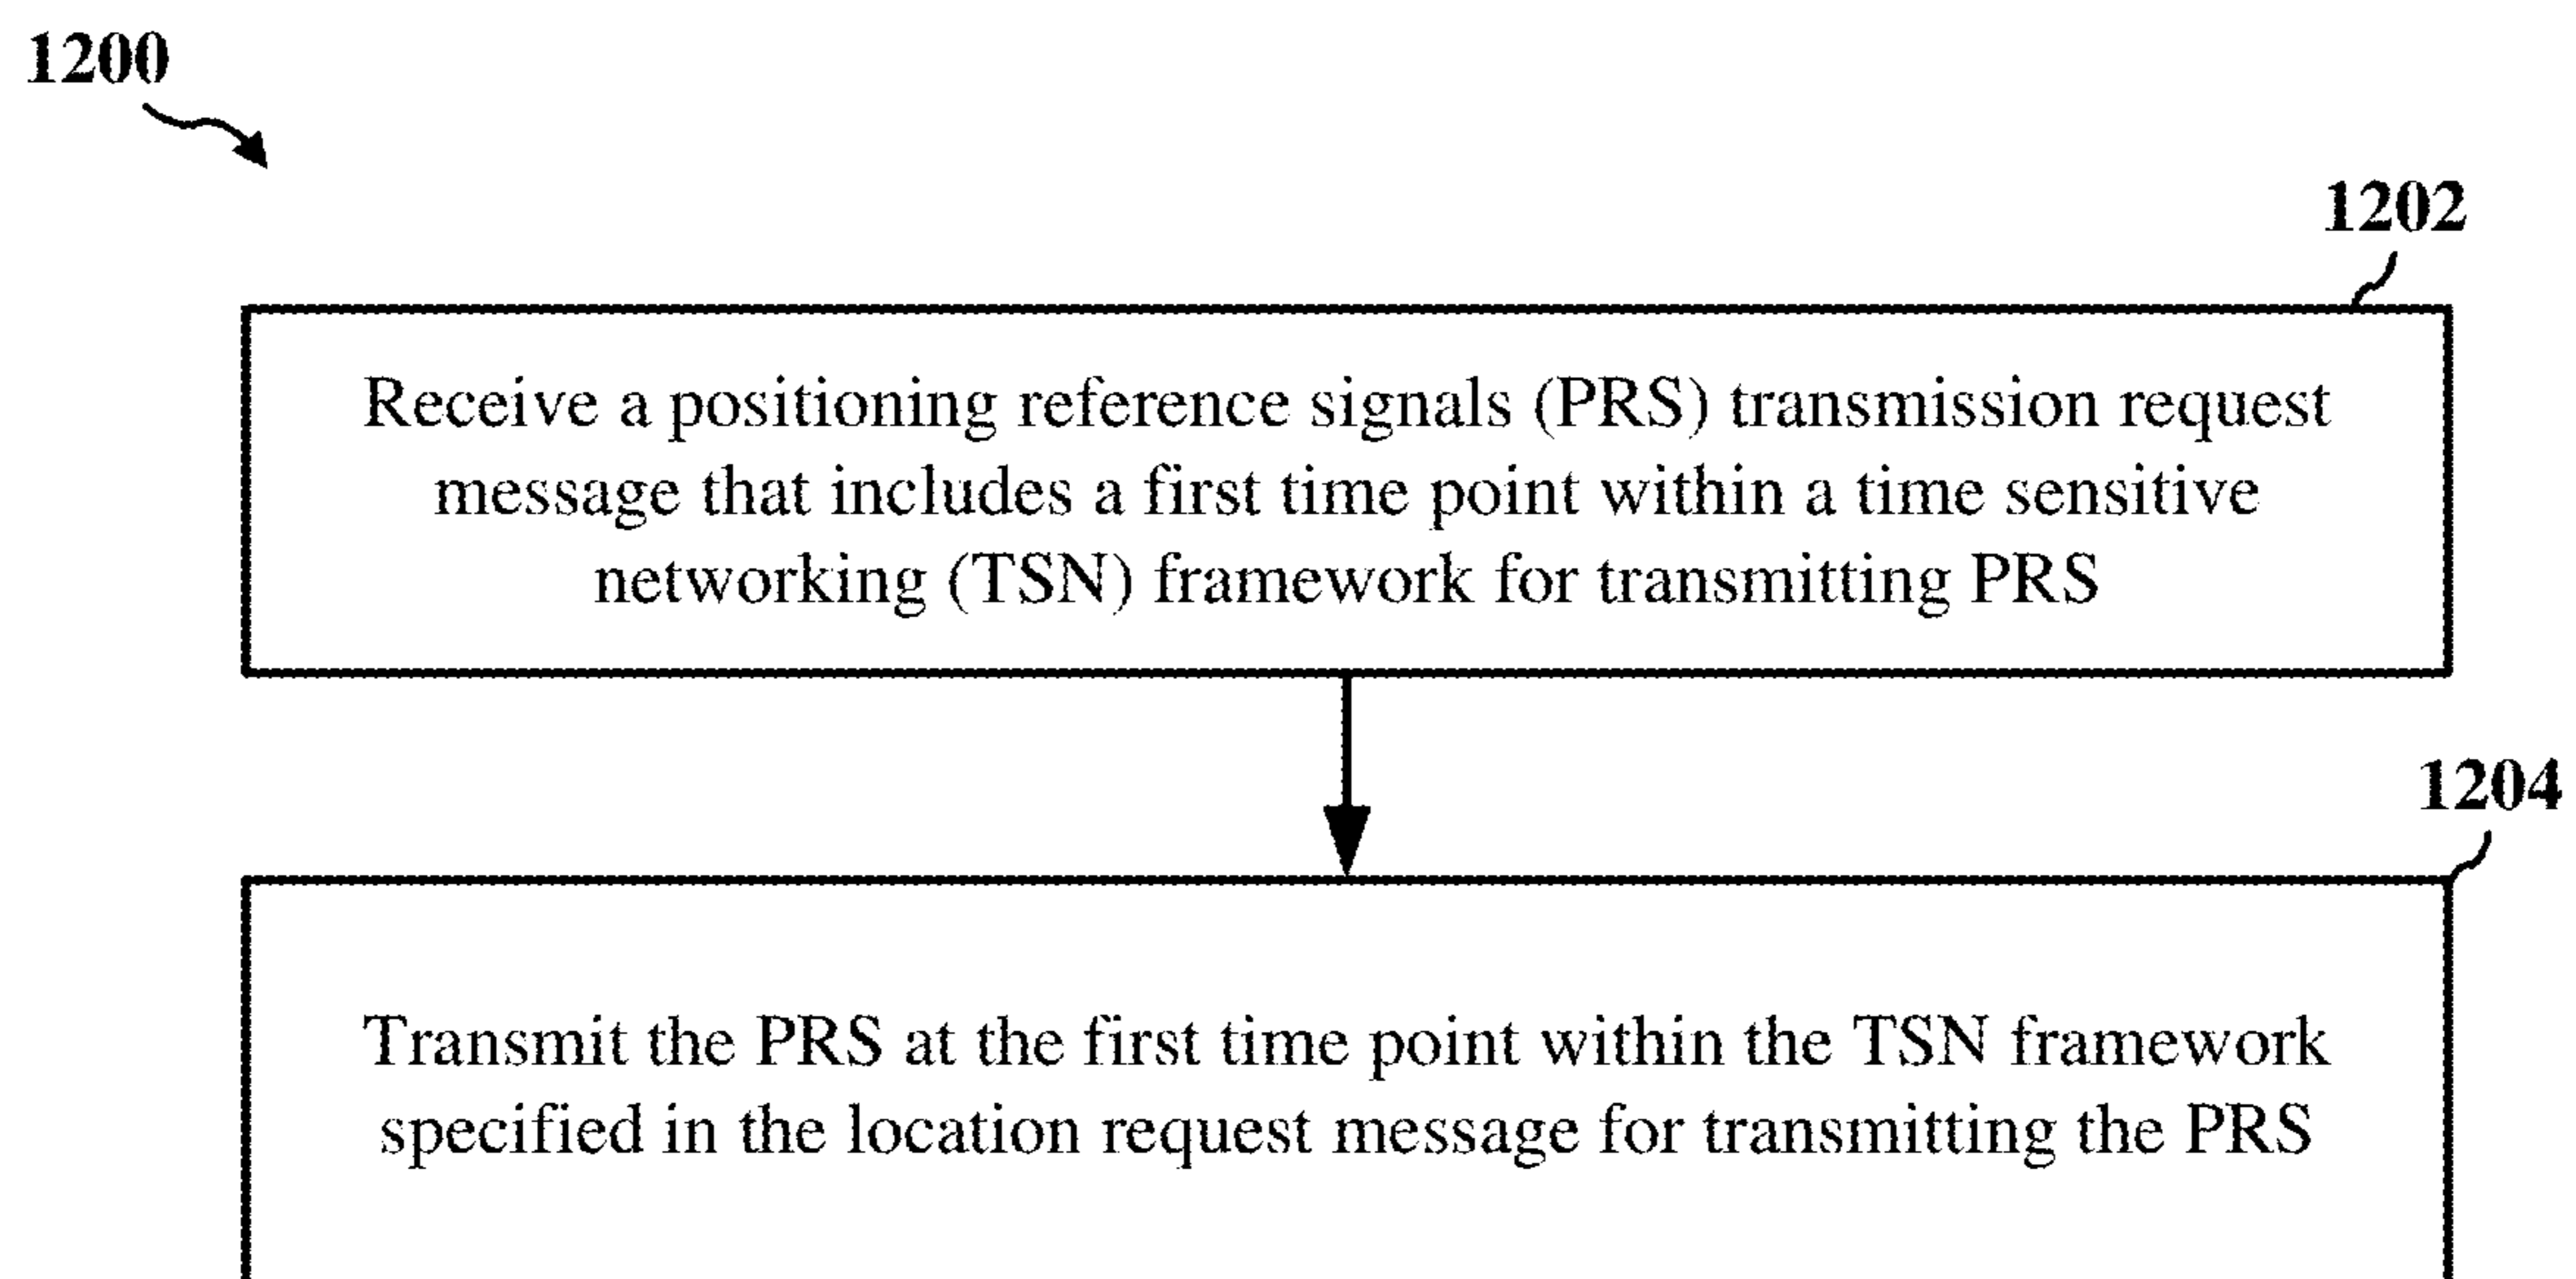 1200
1202
Receive a positioning reference signals (PRS) transmission request
message that includes a first time point within a time sensitive
networking (TSN) framework for transmitting PRS
1204
Transmit the PRS at the first time point within the TSN framework
specified in the location request message for transmitting the PRS